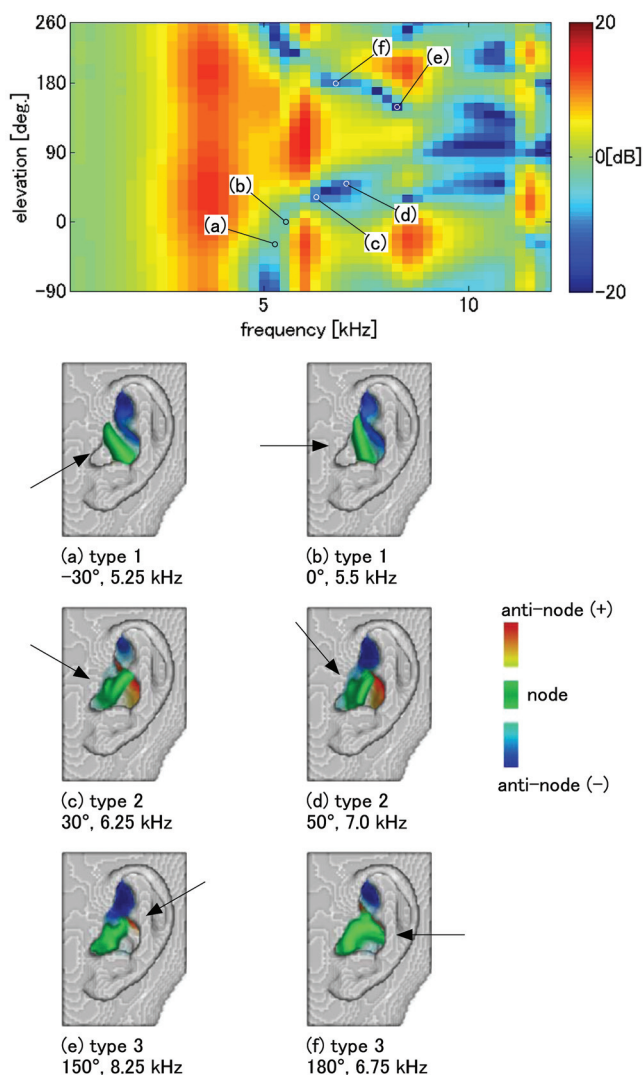 260
180
90
0
-90
elevation [deg.]
5
10
frequency [kHz]
(a)
(b)
(c)
(d)
(e)
(f)
20
0[dB]
-20
(a) type 1
-30°, 5.25 kHz
(b) type 1
0°, 5.5 kHz
(c) type 2
30°, 6.25 kHz
(d) type 2
50°, 7.0 kHz
anti-node (+)
node
anti-node (-)
(e) type 3
150°, 8.25 kHz
(f) type 3
180°, 6.75 kHz